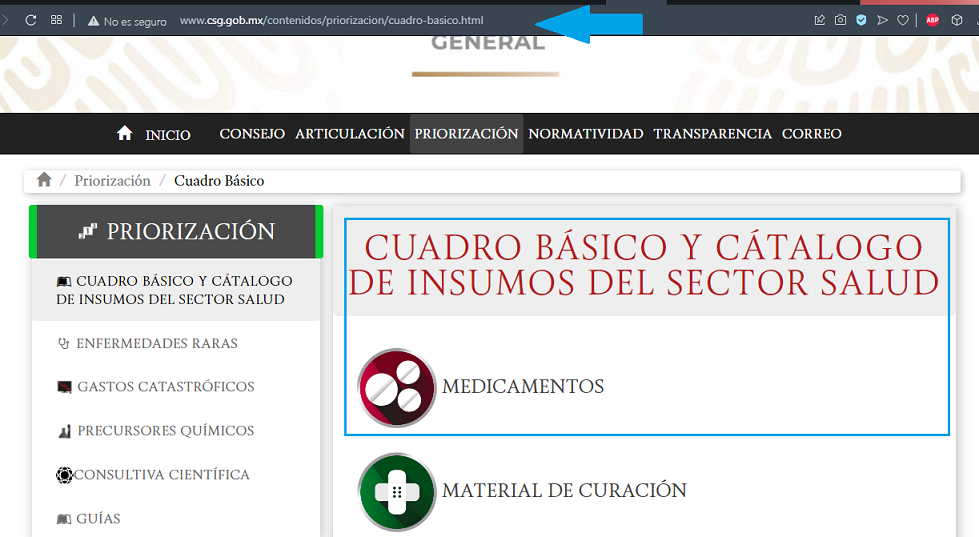 No es seguro www.csg.gob.mx/contenidos/priorizacion/cuadro-basico.html
ABP
GENERAL
INICIO CONSEJO ARTICULACIÓN PRIORIZACIÓN NORMATIVIDAD TRANSPARENCIA CORREO
/ Priorización / Cuadro Básico
PRIORIZACIÓN
CUADRO BÁSICO Y CÁTALOGO
DE INSUMOS DEL SECTOR SALUD
ENFERMEDADES RARAS
GASTOS CATASTRÓFICOS
PRECURSORES QUÍMICOS
CONSULTIVA CIENTÍFICA
GUÍAS
CUADRO BÁSICO Y CÁTALOGO
DE INSUMOS DEL SECTOR SALUD
MEDICAMENTOS
MATERIAL DE CURACIÓN